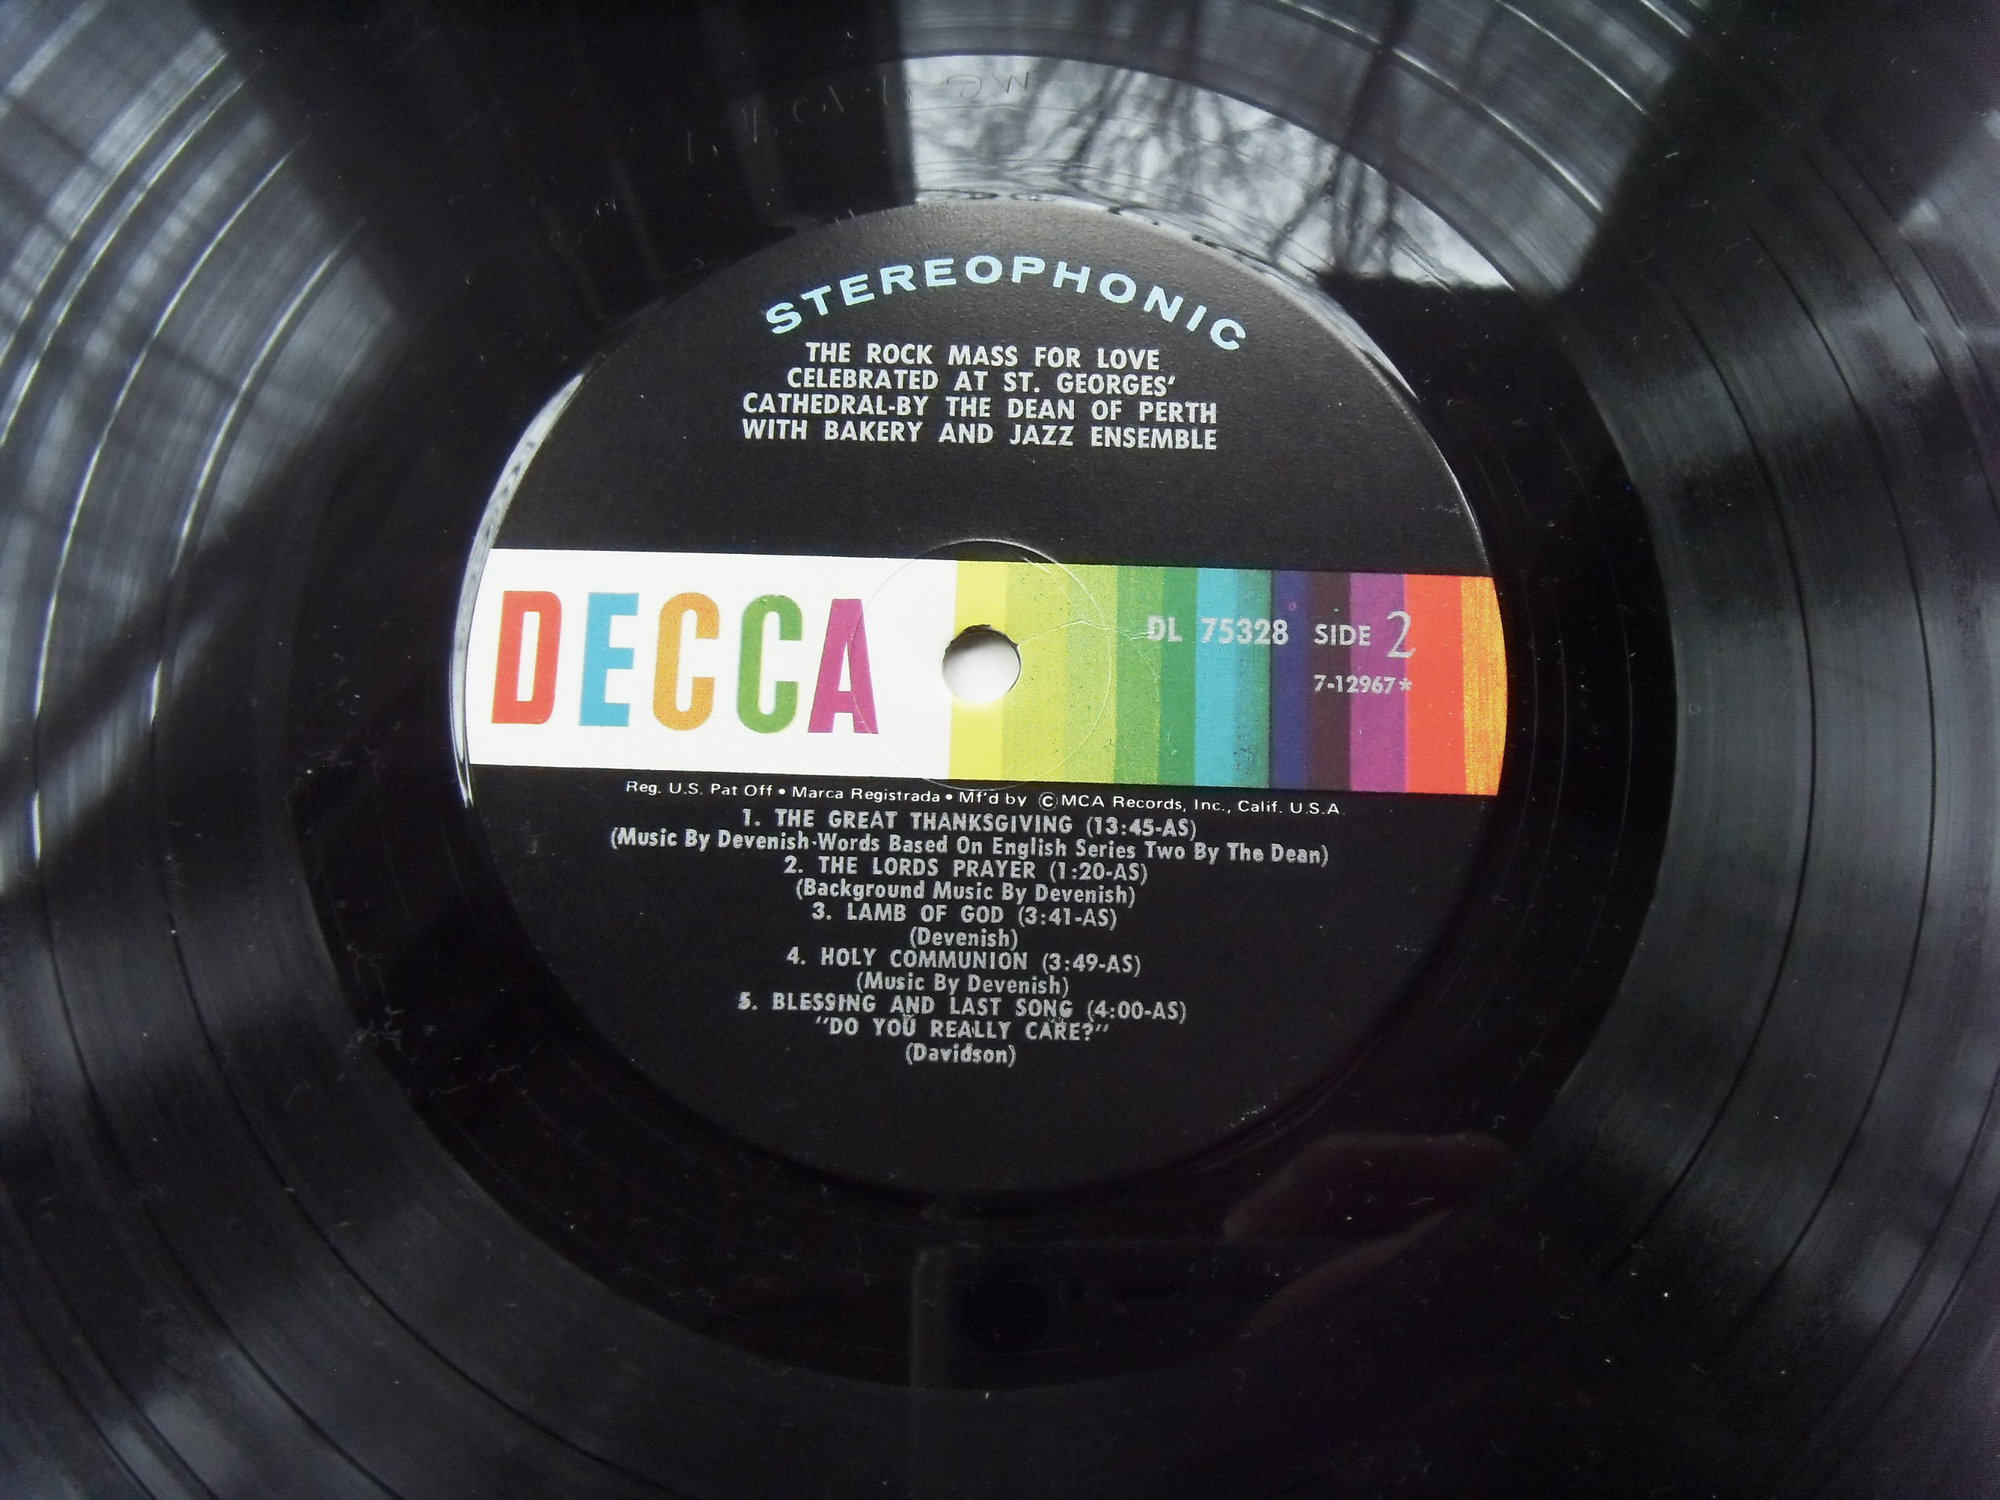 STEREOPHONIC
THE ROCK MASS FOR LOVE
CELEBRATED AT ST. GEORGES'
CATHEDRAL-BY THE DEAN OF PERTH
WITH BAKERY AND JAZZ ENSEMBLE
DECCA
DL 75328 SIDE 2
7-12967*
Reg. U.S. Pat Off • Marca Registrada • Mf'd by ©MCA Records, Inc., Calif. U.S.A.
1. THE GREAT THANKSGIVING (13:45-AS)
(Music By Devenish-Words Based On English Series Two By The Dean)
2. THE LORDS PRAYER (1:20-AS)
(Background Music By Devenish)
3. LAMB OF GOD (3:41-AS)
(Devenish)
4. HOLY COMMUNION (3:49-AS)
(Music By Devenish)
5. BLESSING AND LAST SONG (4:00-AS)
"DO YOU REALLY CARE?"
(Davidson)